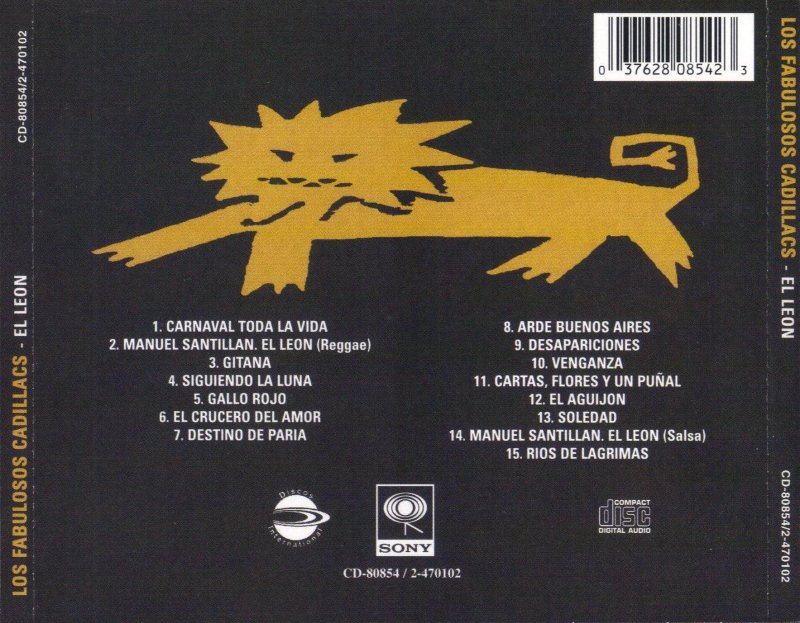 CD-80854/2-470102
LOS FABULOSOS CADILLACS - EL LEON
0 37628 08542 3
1. CARNAVAL TODA LA VIDA
2. MANUEL SANTILLAN. EL LEON (Reggae)
3. GITANA
4. SIGUIENDO LA LUNA
5. GALLO ROJO
6. EL CRUCERO DEL AMOR
7. DESTINO DE PARIA
8. ARDE BUENOS AIRES
9. DESAPARICIONES
10. VENGANZA
11. CARTAS, FLORES Y UN PUÑAL
12. EL AGUIJON
13. SOLEDAD
14. MANUEL SANTILLAN. EL LEON (Salsa)
15. RIOS DE LAGRIMAS
Discos
International
SONY
COMPACT
disc
DIGITAL AUDIO
CD-80854 / 2-470102
LOS FABULOSOS CADILLACS - EL LEON
CD-80854/2-470102